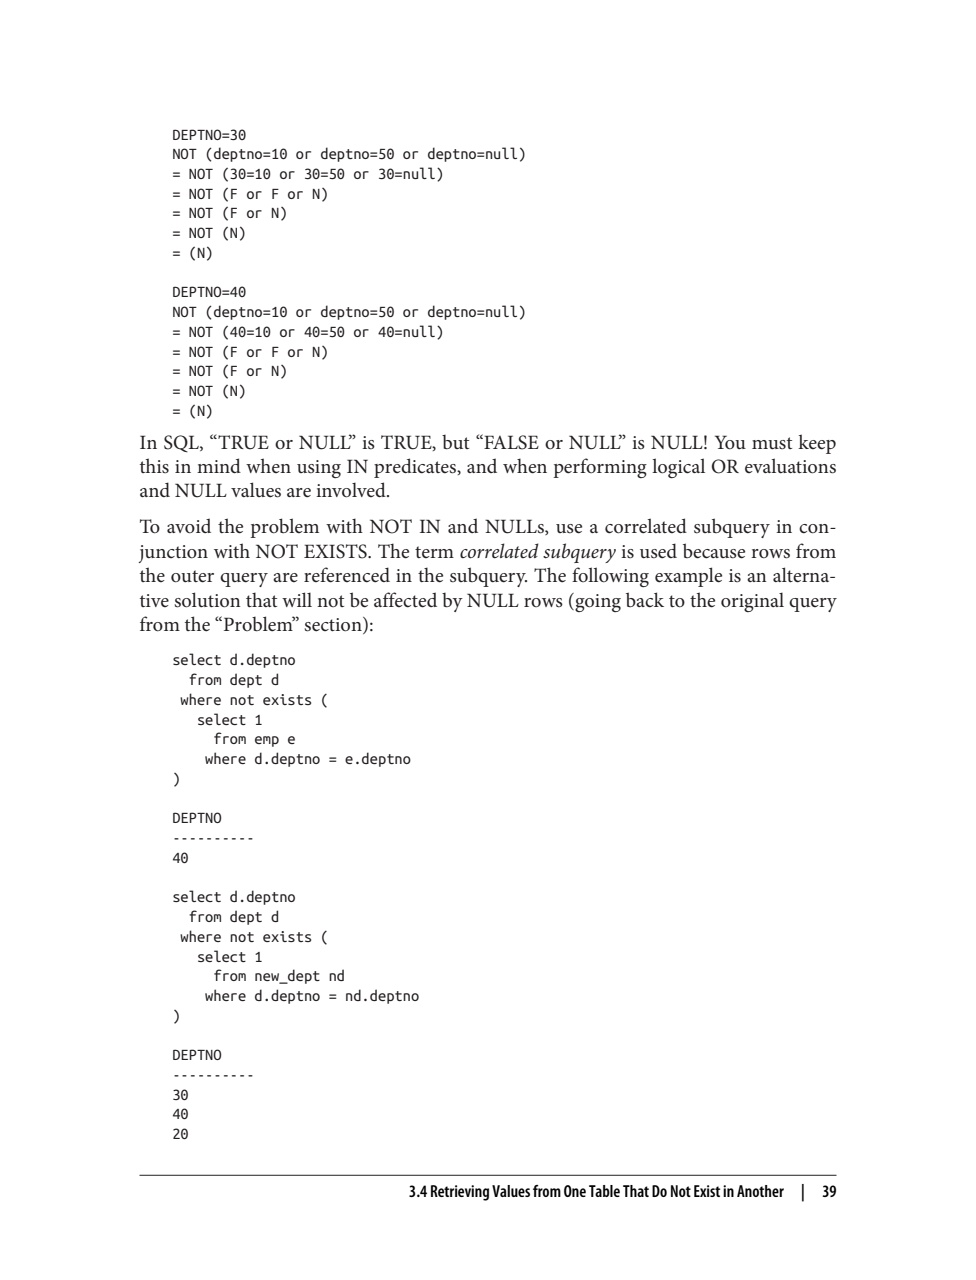 DEPTNO=30
NOT (deptno=10 or deptno=50 or deptno=null)
= NOT (30=10 or 30=50 or 30=null)
= NOT (F or F or N)
= NOT (F or N)
= NOT (N)
= (N)
DEPTNO=40
NOT (deptno=10 or deptno=50 or deptno=null)
= NOT (40=10 or 40=50 or 40=null)
= NOT (F or F or N)
= NOT (F or N)
= NOT (N)
= (N)
In SQL, “TRUE or NULL” is TRUE, but “FALSE or NULL” is NULL! You must keep
this in mind when using IN predicates, and when performing logical OR evaluations
and NULL values are involved.
To avoid the problem with NOT IN and NULLs, use a correlated subquery in con-
junction with NOT EXISTS. The term correlated subquery is used because rows from
the outer query are referenced in the subquery. The following example is an alterna-
tive solution that will not be affected by NULL rows (going back to the original query
from the “Problem” section):
select d.deptno
  from dept d
 where not exists (
   select 1
     from emp e
    where d.deptno = e.deptno
)
DEPTNO
----------
40
select d.deptno
  from dept d
 where not exists (
   select 1
     from new_dept nd
    where d.deptno = nd.deptno
)
DEPTNO
----------
30
40
20
3.4 Retrieving Values from One Table That Do Not Exist in Another | 39